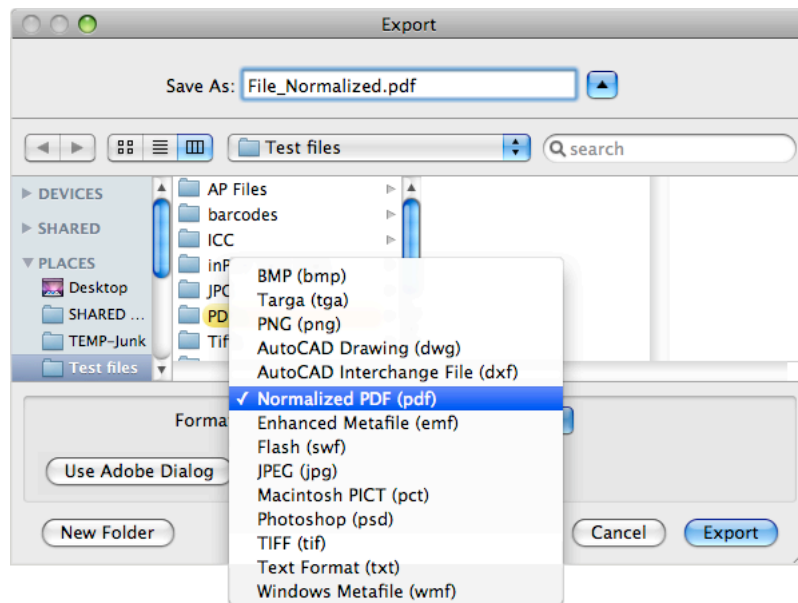 Export
Save As: File_Normalized.pdf
Test files
search
DEVICES
SHARED
PLACES
Desktop
SHARED ...
TEMP-Junk
Test files
AP Files
barcodes
ICC
BMP (bmp)
Targa (tga)
PNG (png)
AutoCAD Drawing (dwg)
AutoCAD Interchange File (dxf)
✓ Normalized PDF (pdf)
Enhanced Metafile (emf)
Flash (swf)
JPEG (jpg)
Macintosh PICT (pct)
Photoshop (psd)
TIFF (tif)
Text Format (txt)
Windows Metafile (wmf)
Use Adobe Dialog
New Folder
Cancel
Export